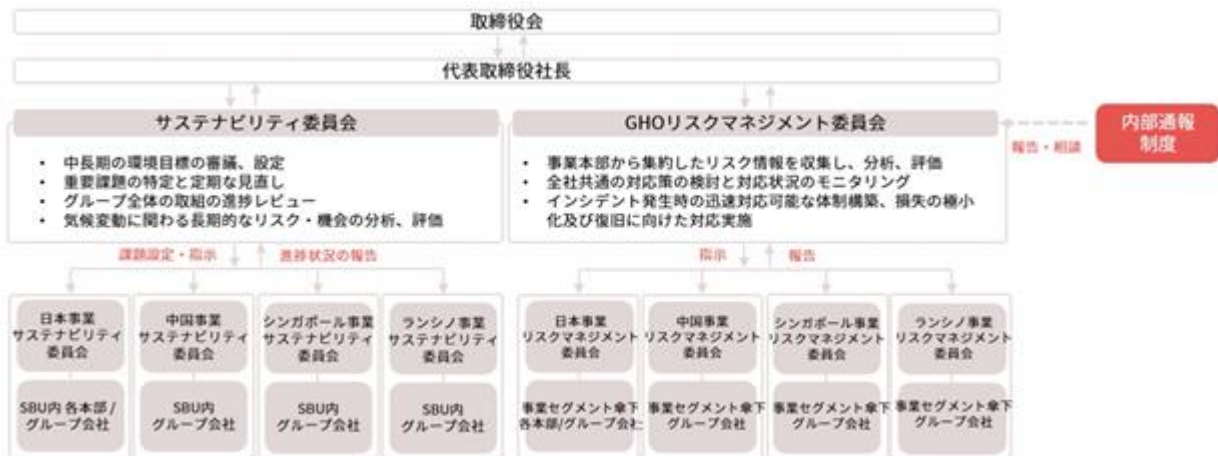 取締役会
代表取締役社長
サステナビリティ委員会
• 中長期の環境目標の審議、設定
• 重要課題の特定と定期な見直し
• グループ全体の取組の進捗レビュー
• 気候変動に関わる長期的なリスク・機会の分析、評価
GHOリスクマネジメント委員会
• 事業本部から集約したリスク情報を収集し、分析、評価
• 全社共通の対応策の検討と対応状況のモニタリング
• インシデント発生時の迅速対応可能な体制構築、損失の極小
化及び復旧に向けた対応実施
報告・相談
内部通報
制度
課題設定・指示
進捗状況の報告
指示
報告
日本事業
サステナビリティ
委員会
中国事業
サステナビリティ
委員会
シンガポール事業
サステナビリティ
委員会
ランシノ事業
サステナビリティ
委員会
日本事業
リスクマネジメント
委員会
中国事業
リスクマネジメント
委員会
シンガポール事業
リスクマネジメント
委員会
ランシノ事業
リスクマネジメント
委員会
SBU内 各本部 /
グループ会社
SBU内
グループ会社
SBU内
グループ会社
SBU内
グループ会社
事業セグメント傘下
各本部/グループ会社
事業セグメント傘下
グループ会社
事業セグメント傘下
グループ会社
事業セグメント傘下
グループ会社